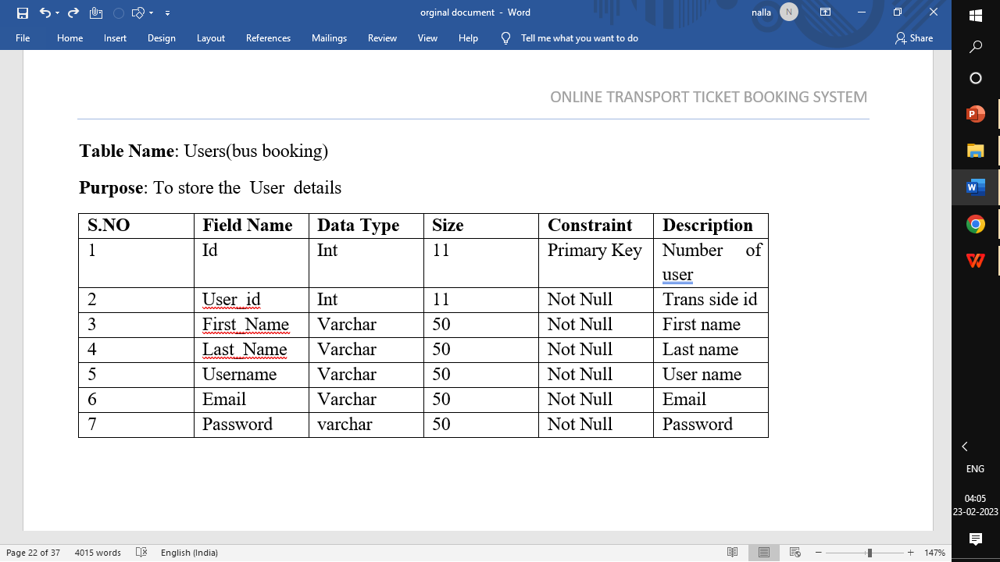 orginal document - Word
nalla
N
File Home Insert Design Layout References Mailings Review View Help Tell me what you want to do Share
ONLINE TRANSPORT TICKET BOOKING SYSTEM
Table Name: Users(bus booking)
Purpose: To store the User details
S.NO Field Name Data Type Size Constraint Description
1 Id Int 11 Primary Key Number of
user
2 User_id Int 11 Not Null Trans side id
3 First_Name Varchar 50 Not Null First name
4 Last_Name Varchar 50 Not Null Last name
5 Username Varchar 50 Not Null User name
6 Email Varchar 50 Not Null Email
7 Password varchar 50 Not Null Password
P
W
W
ENG
04:05
23-02-2023
Page 22 of 37 4015 words English (India) 147%